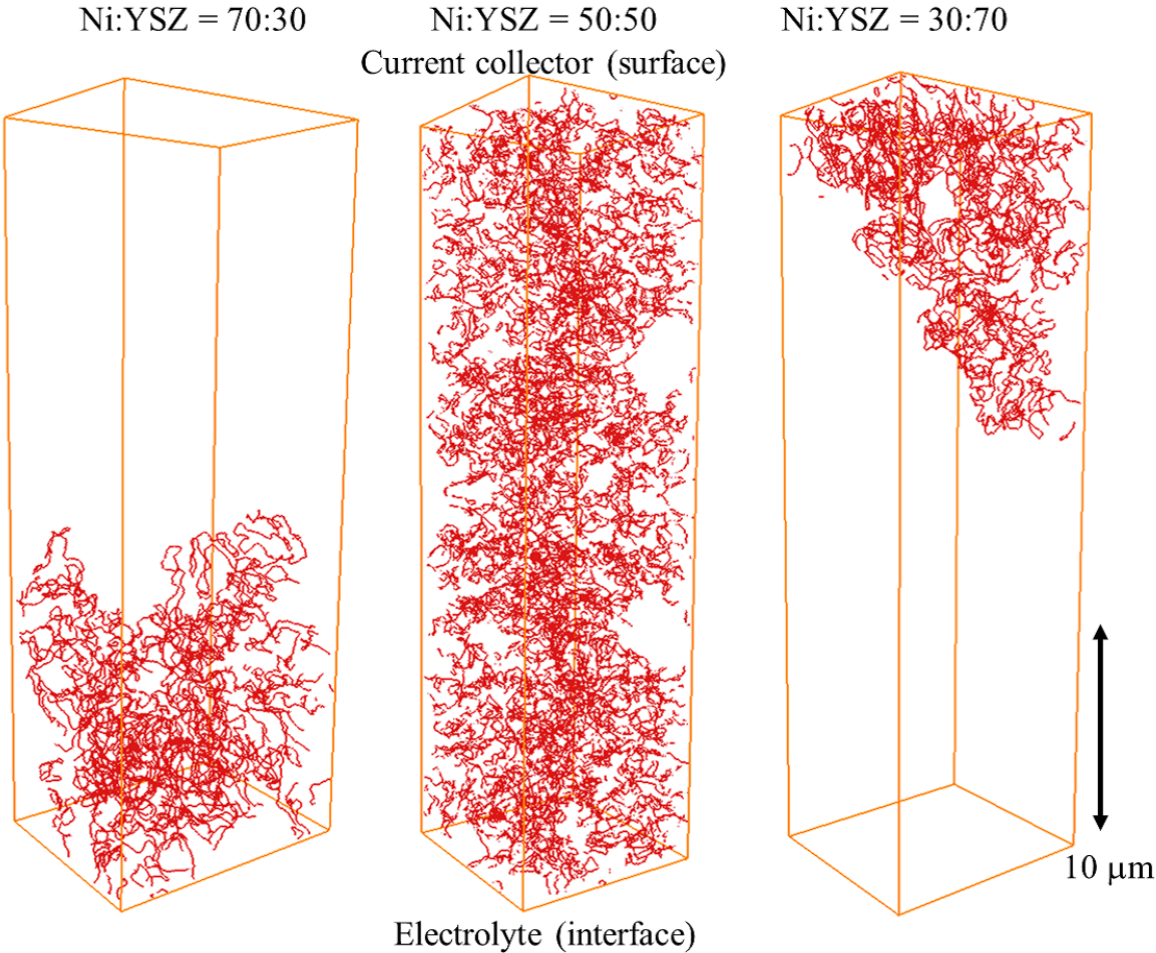 Ni:YSZ = 70:30
Ni:YSZ = 50:50
Ni:YSZ = 30:70
Current collector (surface)
10 µm
Electrolyte (interface)